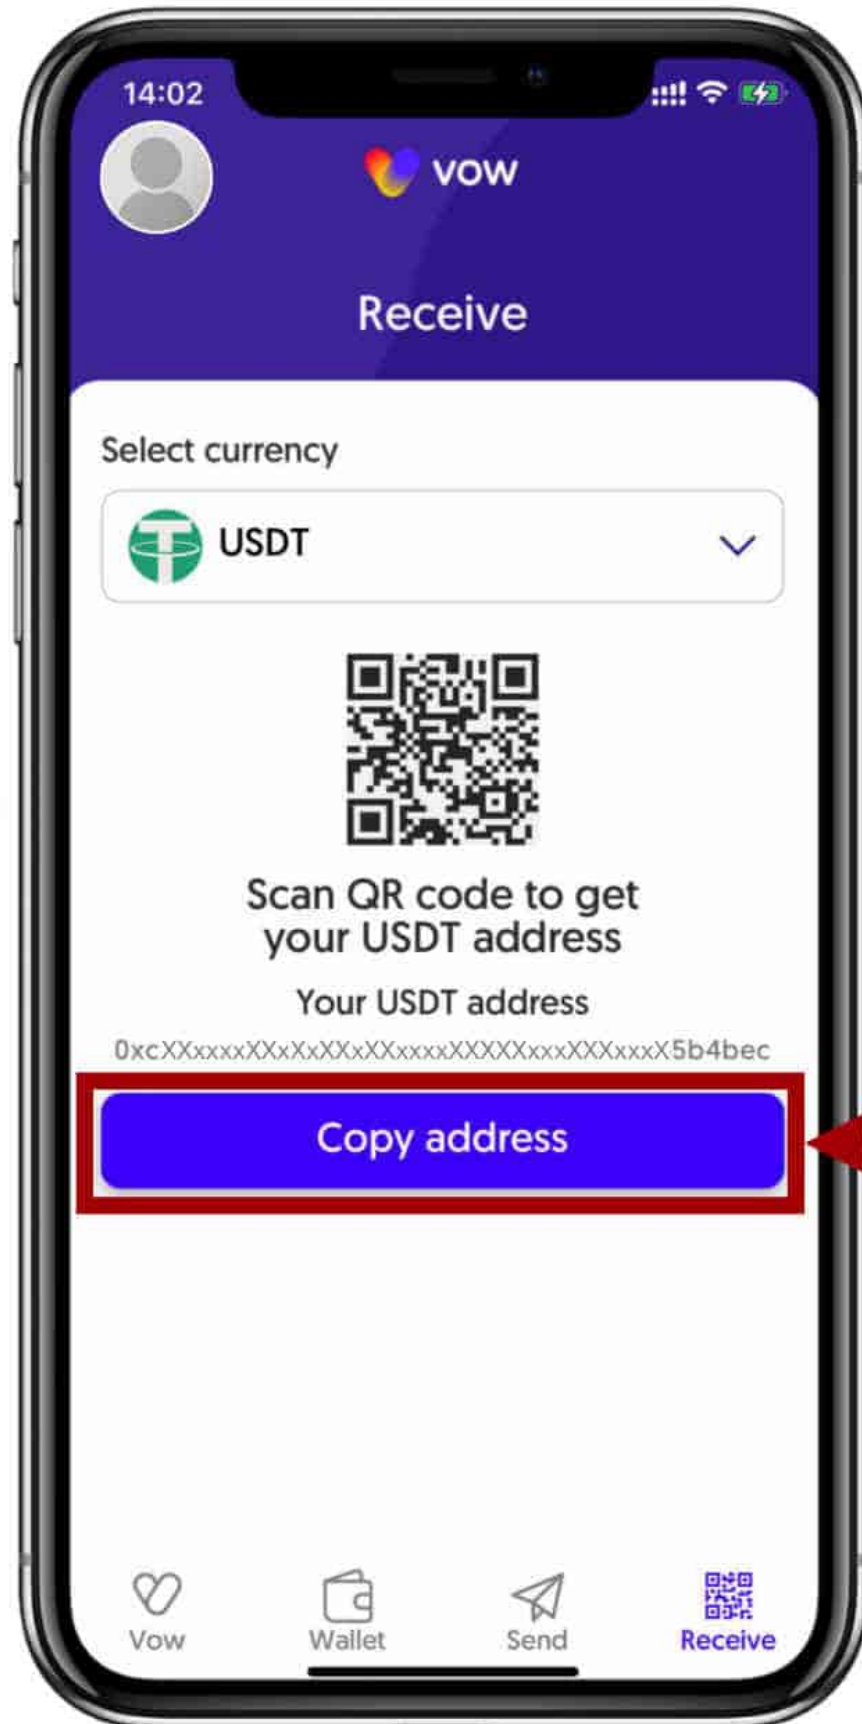 14:02
vow
Receive
Select currency
USDT
Scan QR code to get
your USDT address
Your USDT address
0xcXXxxxxXXxXxXXxXXxxxxXXXXXxxxXXXxxxX5b4bec
Copy address
Vow
Wallet
Send
Receive